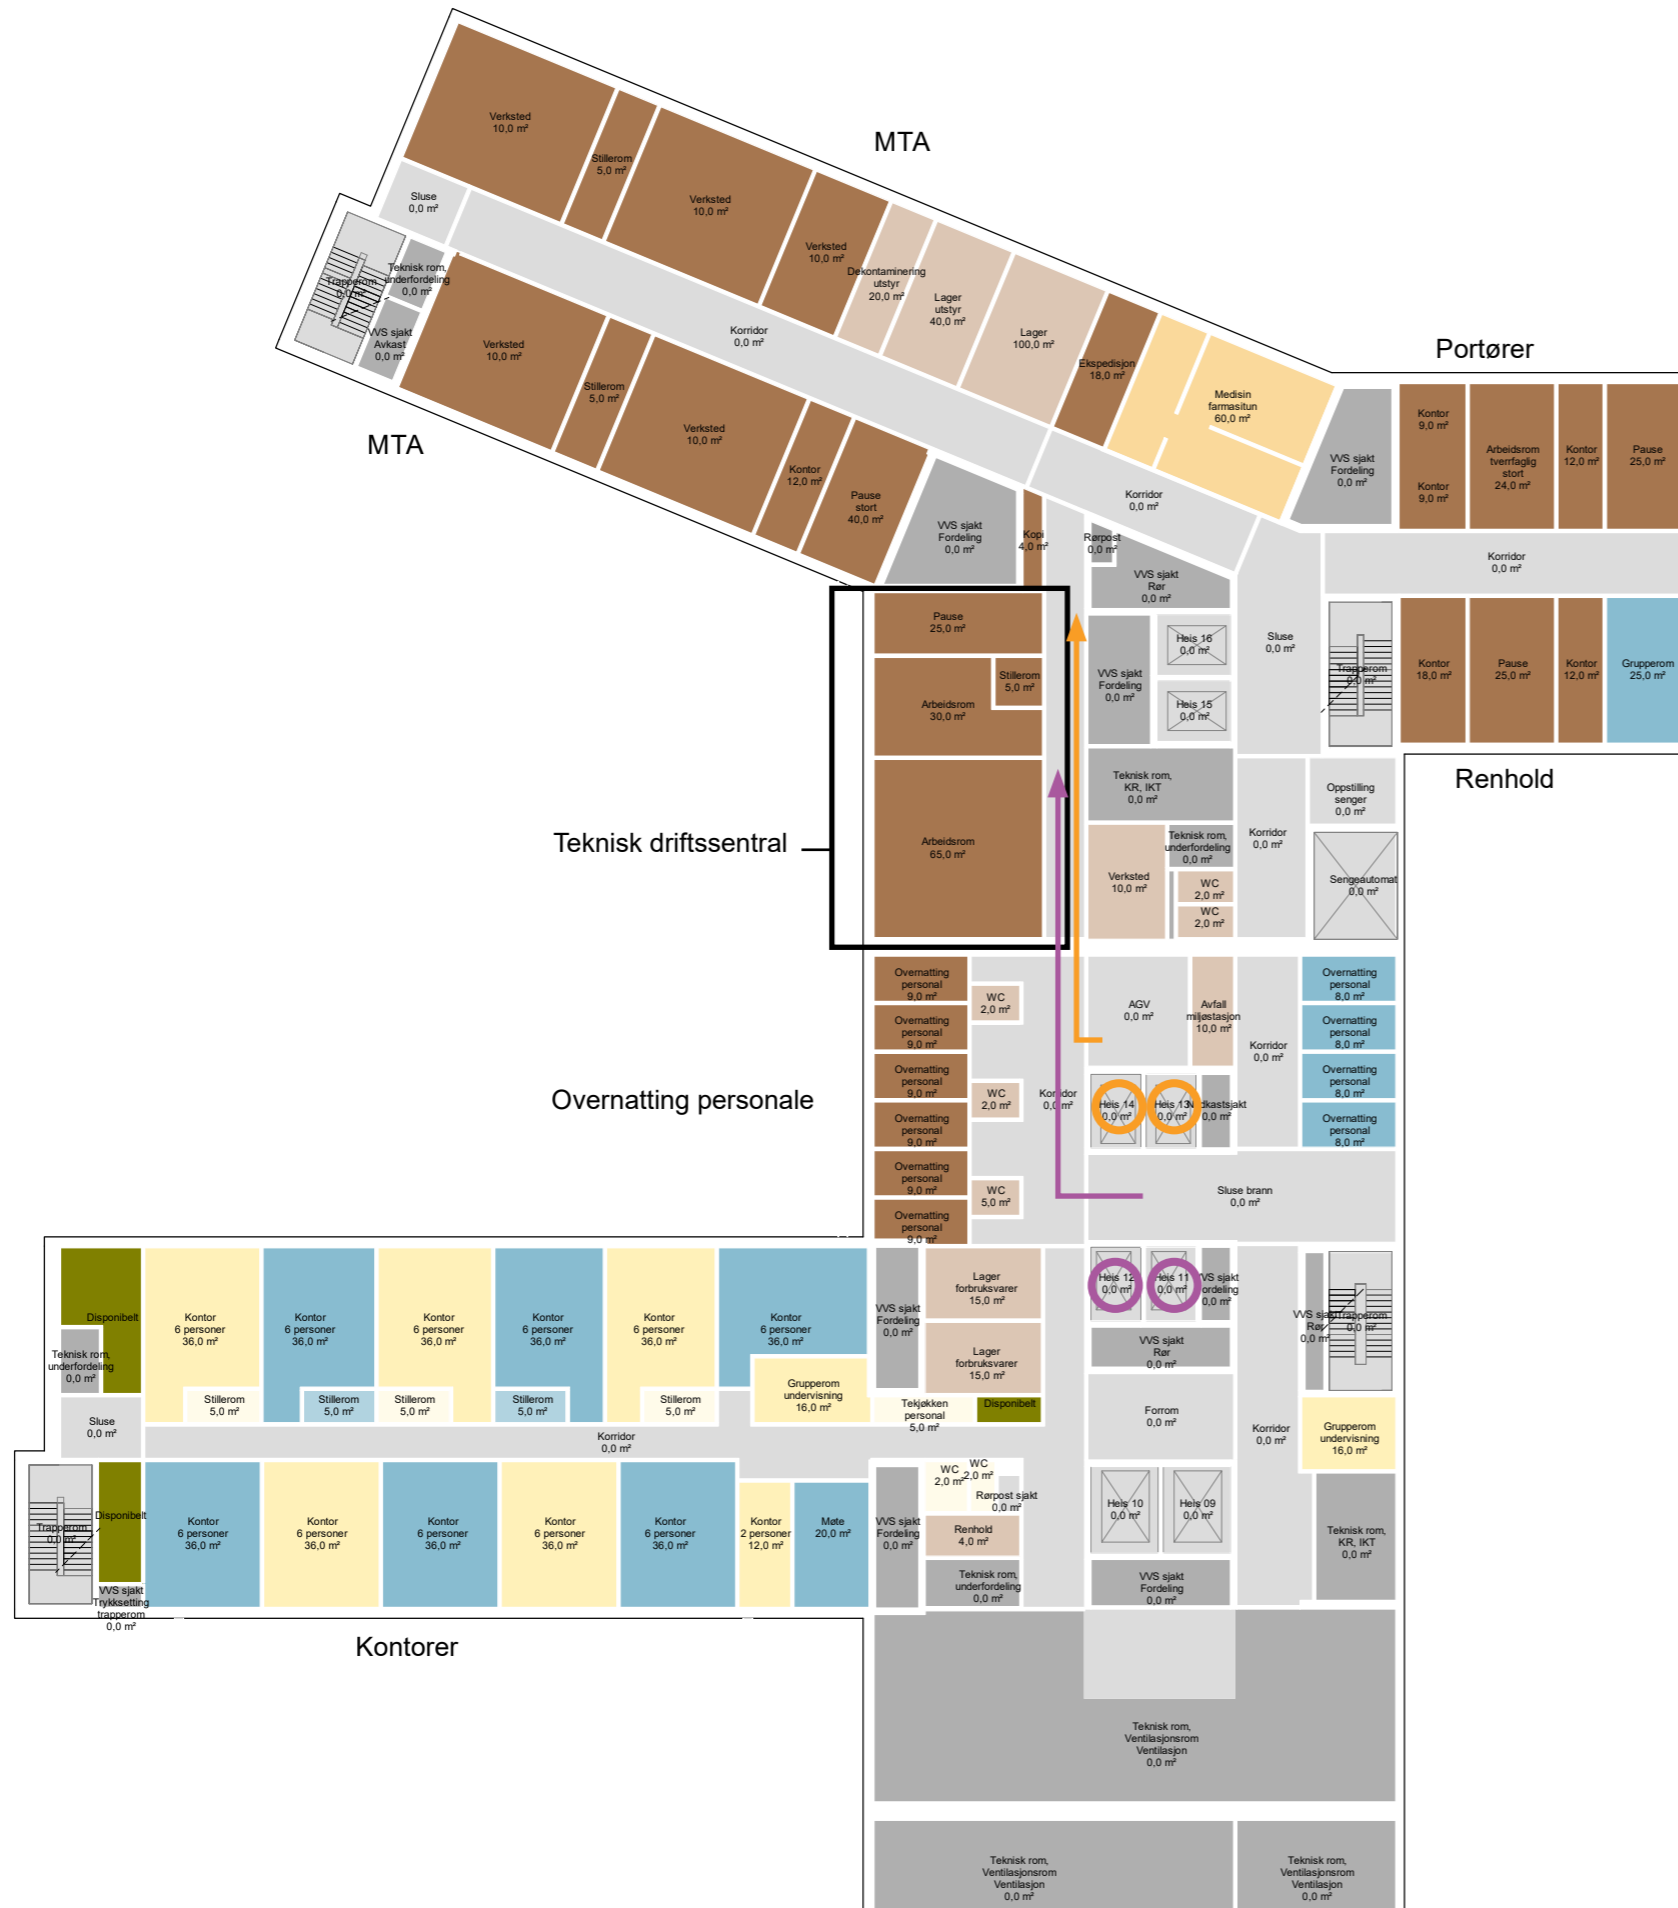 MTA
Verksted
10,0 m²
Stillerom
5,0 m²
Verksted
10,0 m²
Verksted
10,0 m²
Dekontaminering
utstyr
20,0 m²
Lager
utstyr
40,0 m²
Lager
100,0 m²
Ekspedisjon
18,0 m²
Medisin
farmasitun
60,0 m²
Sluse
0,0 m²
Trapperom
0,0 m²
Teknisk rom,
underfordeling
0,0 m²
VVS sjakt
Avkast
0,0 m²
Korridor
0,0 m²
Verksted
10,0 m²
Stillerom
5,0 m²
Verksted
10,0 m²
Kontor
12,0 m²
Pause
stort
40,0 m²
MTA
VVS sjakt
Fordeling
0,0 m²
Kopi
4,0 m²
Korridor
0,0 m²
Rørpost
0,0 m²
VVS sjakt
Rør
0,0 m²
Portører
VVS sjakt
Fordeling
0,0 m²
Kontor
9,0 m²
Kontor
9,0 m²
Arbeidsrom
tverrfaglig
stort
24,0 m²
Kontor
12,0 m²
Pause
25,0 m²
Korridor
0,0 m²
Pause
25,0 m²
Stillerom
5,0 m²
Arbeidsrom
30,0 m²
Arbeidsrom
65,0 m²
Teknisk driftssentral
VVS sjakt
Fordeling
0,0 m²
Heis 16
0,0 m²
Heis 15
0,0 m²
Sluse
0,0 m²
Trapperom
0,0 m²
Kontor
18,0 m²
Pause
25,0 m²
Kontor
12,0 m²
Grupperom
25,0 m²
Renhold
Teknisk rom,
KR, IKT
0,0 m²
Oppstilling
senger
0,0 m²
Korridor
0,0 m²
Teknisk rom,
underfordeling
0,0 m²
Verksted
10,0 m²
WC
2,0 m²
WC
2,0 m²
Sengeautomat
0,0 m²
Overnatting personale
Overnatting
personal
9,0 m²
Overnatting
personal
9,0 m²
Overnatting
personal
9,0 m²
Overnatting
personal
9,0 m²
Overnatting
personal
9,0 m²
Overnatting
personal
9,0 m²
WC
2,0 m²
WC
2,0 m²
WC
5,0 m²
Korridor
0,0 m²
AGV
0,0 m²
Avfall
miljøstasjon
10,0 m²
Korridor
0,0 m²
Overnatting
personal
8,0 m²
Overnatting
personal
8,0 m²
Overnatting
personal
8,0 m²
Overnatting
personal
8,0 m²
Heis 14
0,0 m²
Heis 13
0,0 m²
0,0 m²
Sluse brann
0,0 m²
Heis 12
0,0 m²
Heis 11
0,0 m²
VVS sjakt
Fordeling
0,0 m²
VVS sjakt
Rør
0,0 m²
VVS sjakt
Rør
0,0 m²
Trapperom
0,0 m²
Disponibelt
Teknisk rom,
underfordeling
0,0 m²
Kontor
6 personer
36,0 m²
Kontor
6 personer
36,0 m²
Kontor
6 personer
36,0 m²
Kontor
6 personer
36,0 m²
Kontor
6 personer
36,0 m²
Kontor
6 personer
36,0 m²
Stillerom
5,0 m²
Stillerom
5,0 m²
Stillerom
5,0 m²
Stillerom
5,0 m²
Stillerom
5,0 m²
Grupperom
undervisning
16,0 m²
VVS sjakt
Fordeling
0,0 m²
Lager
forbruksvarer
15,0 m²
Lager
forbruksvarer
15,0 m²
Tekjøkken
personal
5,0 m²
Disponibelt
Forrom
0,0 m²
Korridor
0,0 m²
Grupperom
undervisning
16,0 m²
Sluse
0,0 m²
Korridor
0,0 m²
Trapperom
0,0 m²
Disponibelt
VVS sjakt
Trykksetting
trapperom
0,0 m²
Kontor
6 personer
36,0 m²
Kontor
6 personer
36,0 m²
Kontor
6 personer
36,0 m²
Kontor
6 personer
36,0 m²
Kontor
6 personer
36,0 m²
Kontor
2 personer
12,0 m²
Møte
20,0 m²
VVS sjakt
Fordeling
0,0 m²
WC
2,0 m²
WC
2,0 m²
Rørpost sjakt
0,0 m²
Renhold
4,0 m²
Teknisk rom,
underfordeling
0,0 m²
Heis 10
0,0 m²
Heis 09
0,0 m²
VVS sjakt
Fordeling
0,0 m²
Teknisk rom,
KR, IKT
0,0 m²
Kontorer
Teknisk rom,
Ventilasjonsrom
Ventilasjon
0,0 m²
Teknisk rom,
Ventilasjonsrom
Ventilasjon
0,0 m²
Teknisk rom,
Ventilasjonsrom
Ventilasjon
0,0 m²